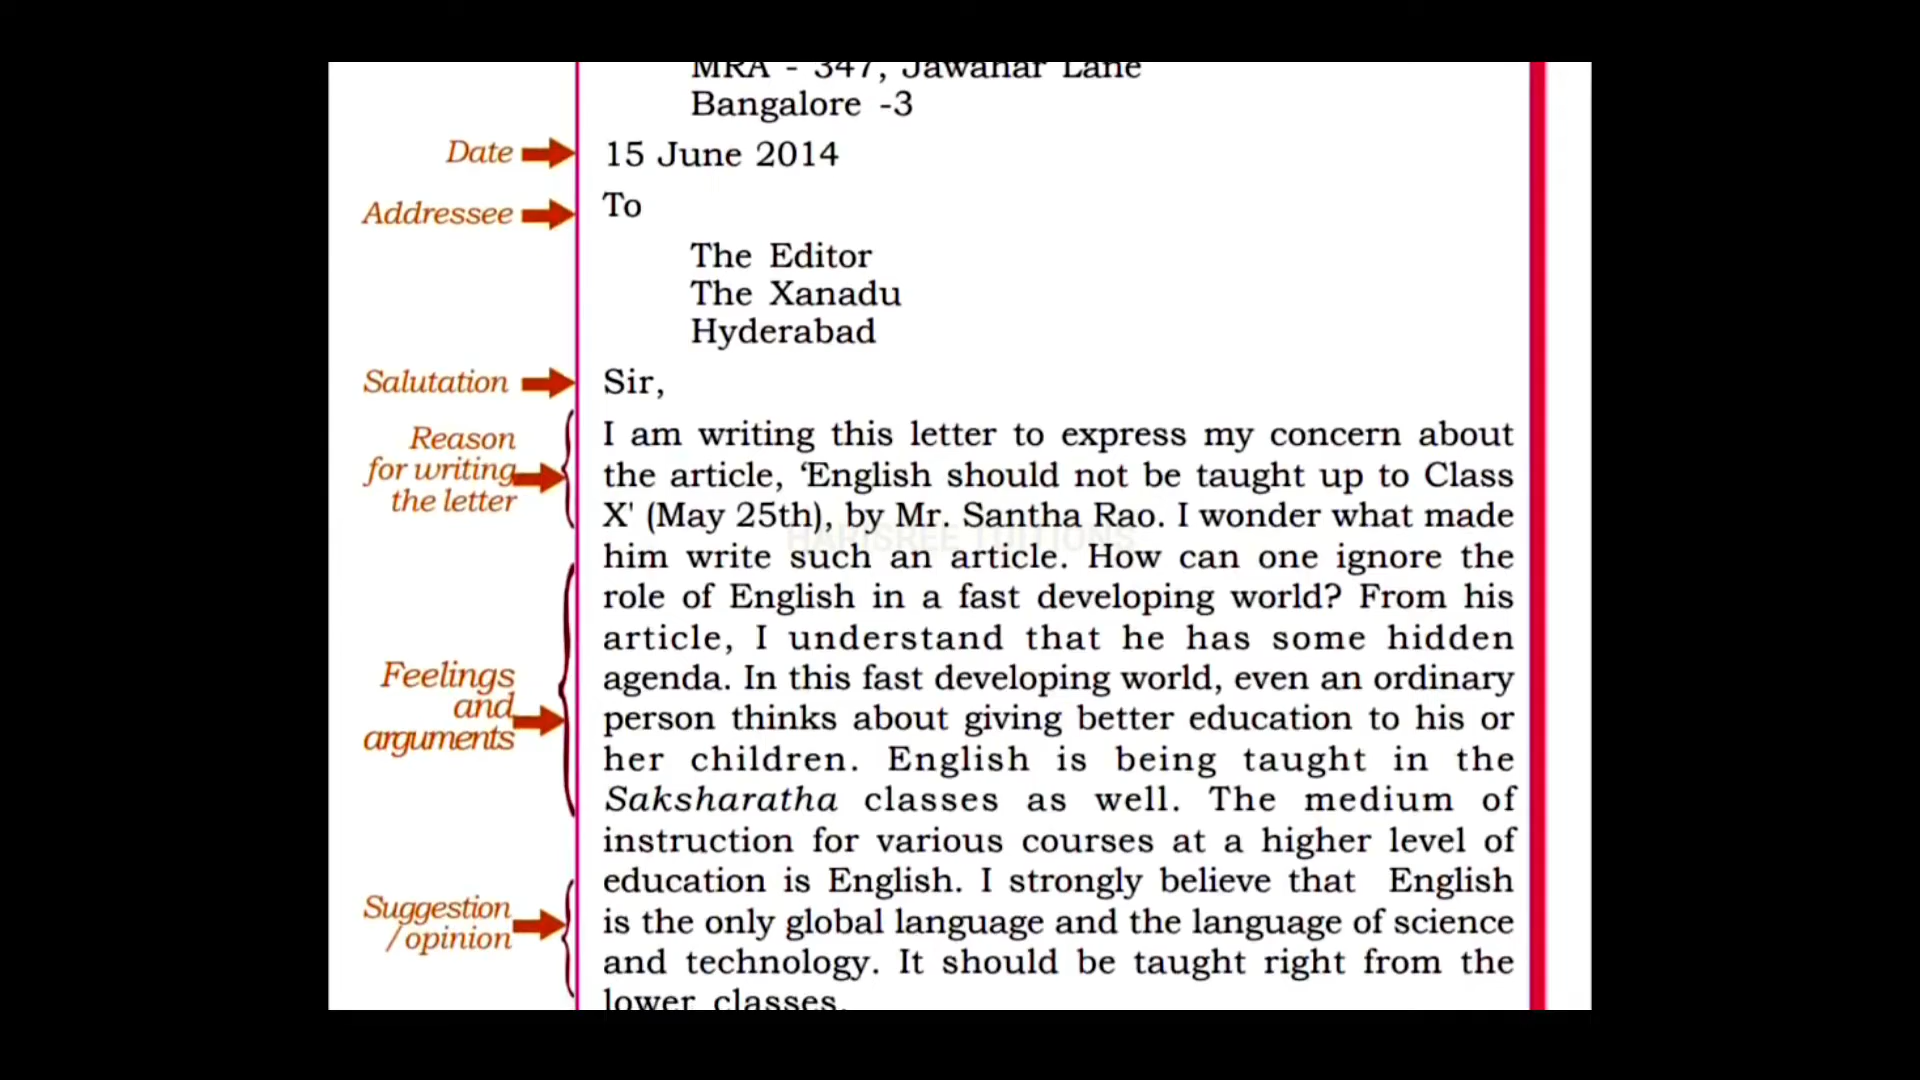 MRA - 347, Jawahar Lane
Bangalore -3
Date
15 June 2014
Addressee
To
The Editor
The Xanadu
Hyderabad
Salutation
Sir,
Reason
for writing
the letter
I am writing this letter to express my concern about
the article, ‘English should not be taught up to Class
X' (May 25th), by Mr. Santha Rao. I wonder what made
him write such an article. How can one ignore the
role of English in a fast developing world? From his
article, I understand that he has some hidden
agenda. In this fast developing world, even an ordinary
person thinks about giving better education to his or
her children. English is being taught in the
Saksharatha classes as well. The medium of
instruction for various courses at a higher level of
education is English. I strongly believe that English
is the only global language and the language of science
and technology. It should be taught right from the
lower classes.
Feelings
and
arguments
Suggestion
/opinion
HARISREE TUITIONS